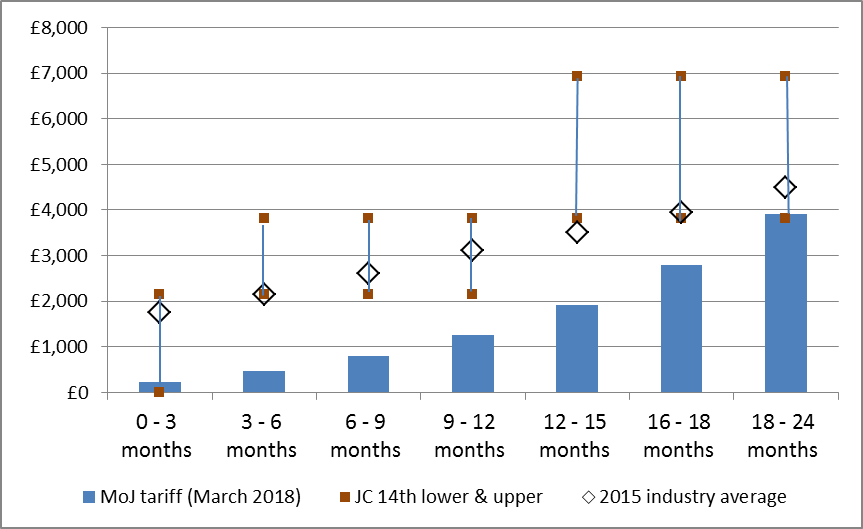 £8,000
£7,000
£6,000
£5,000
£4,000
£3,000
£2,000
£1,000
£0
0 - 3 months
3 - 6 months
6 - 9 months
9 - 12 months
12 - 15 months
16 - 18 months
18 - 24 months
MoJ tariff (March 2018)
JC 14th lower & upper
2015 industry average